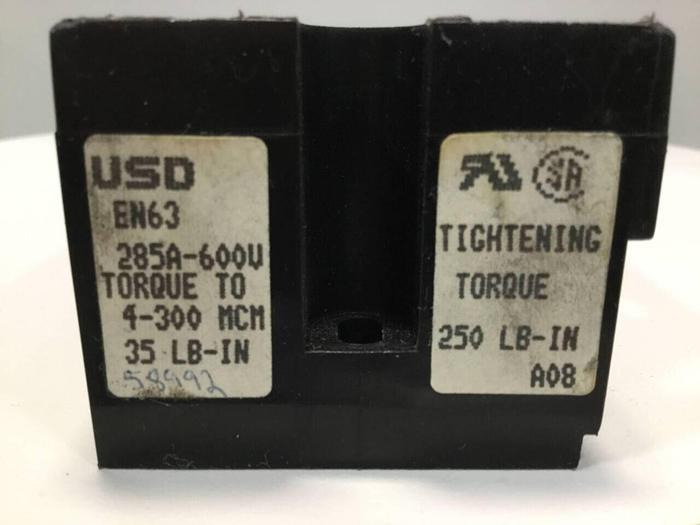 USD
EN63
285A-600V
TORQUE TO
4-300 MCM
35 LB-IN
58992
TIGHTENING
TORQUE
250 LB-IN
A08